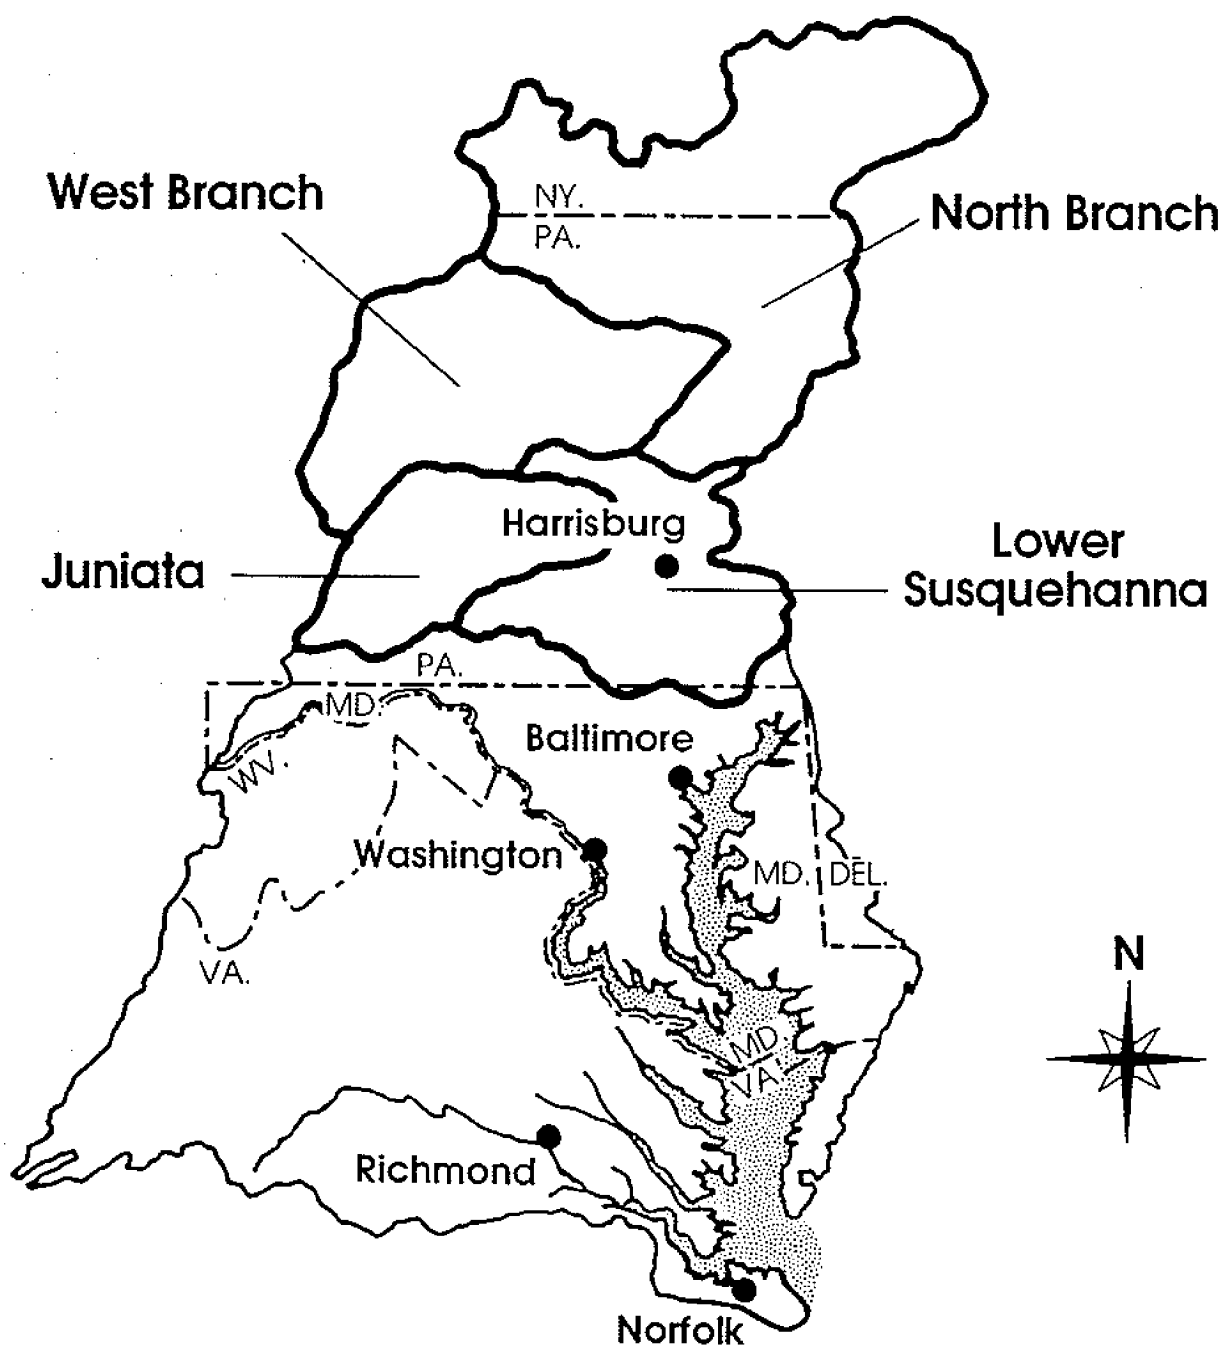 West Branch
NY.
PA.
North Branch
Harrisburg
Juniata
Lower
Susquehanna
PA.
MD.
WV.
Baltimore
Washington
MD.
DEL.
VA.
N
MD
VA
Richmond
Norfolk